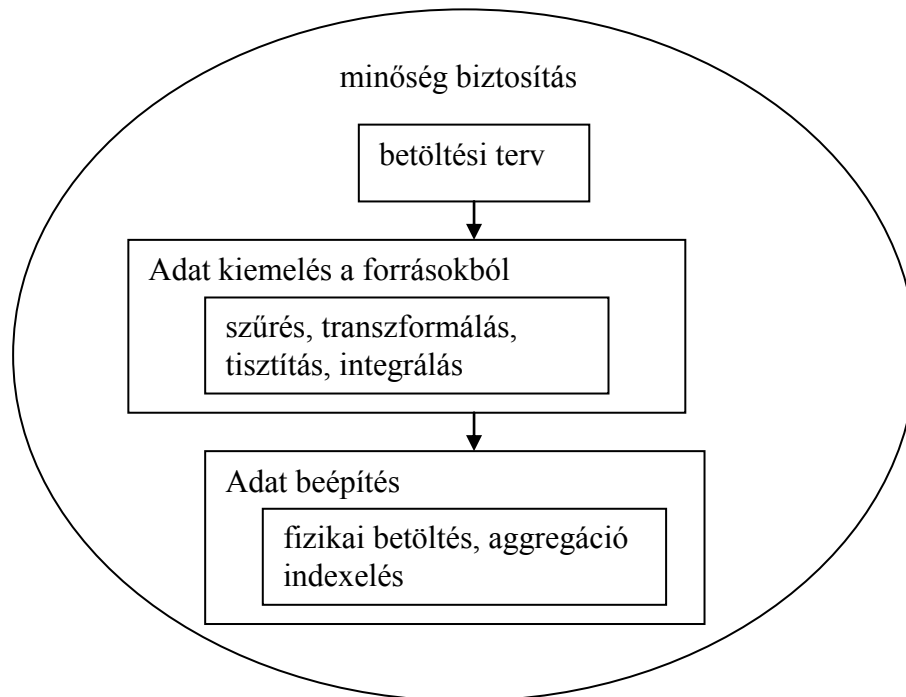 minőség biztosítás
betöltési terv
Adat kiemelés a forrásokból
szűrés, transzformálás,
tisztítás, integrálás
Adat beépítés
fizikai betöltés, aggregáció
indexelés